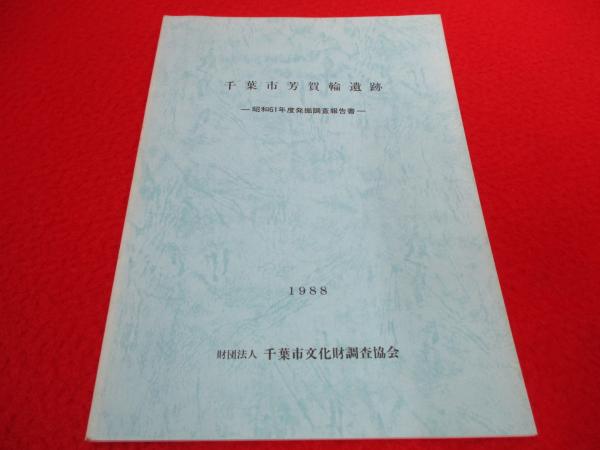 千葉市芳賀輪遺跡
―昭和61年度発掘調査報告書―
1988
財団法人 千葉市文化財調査協会